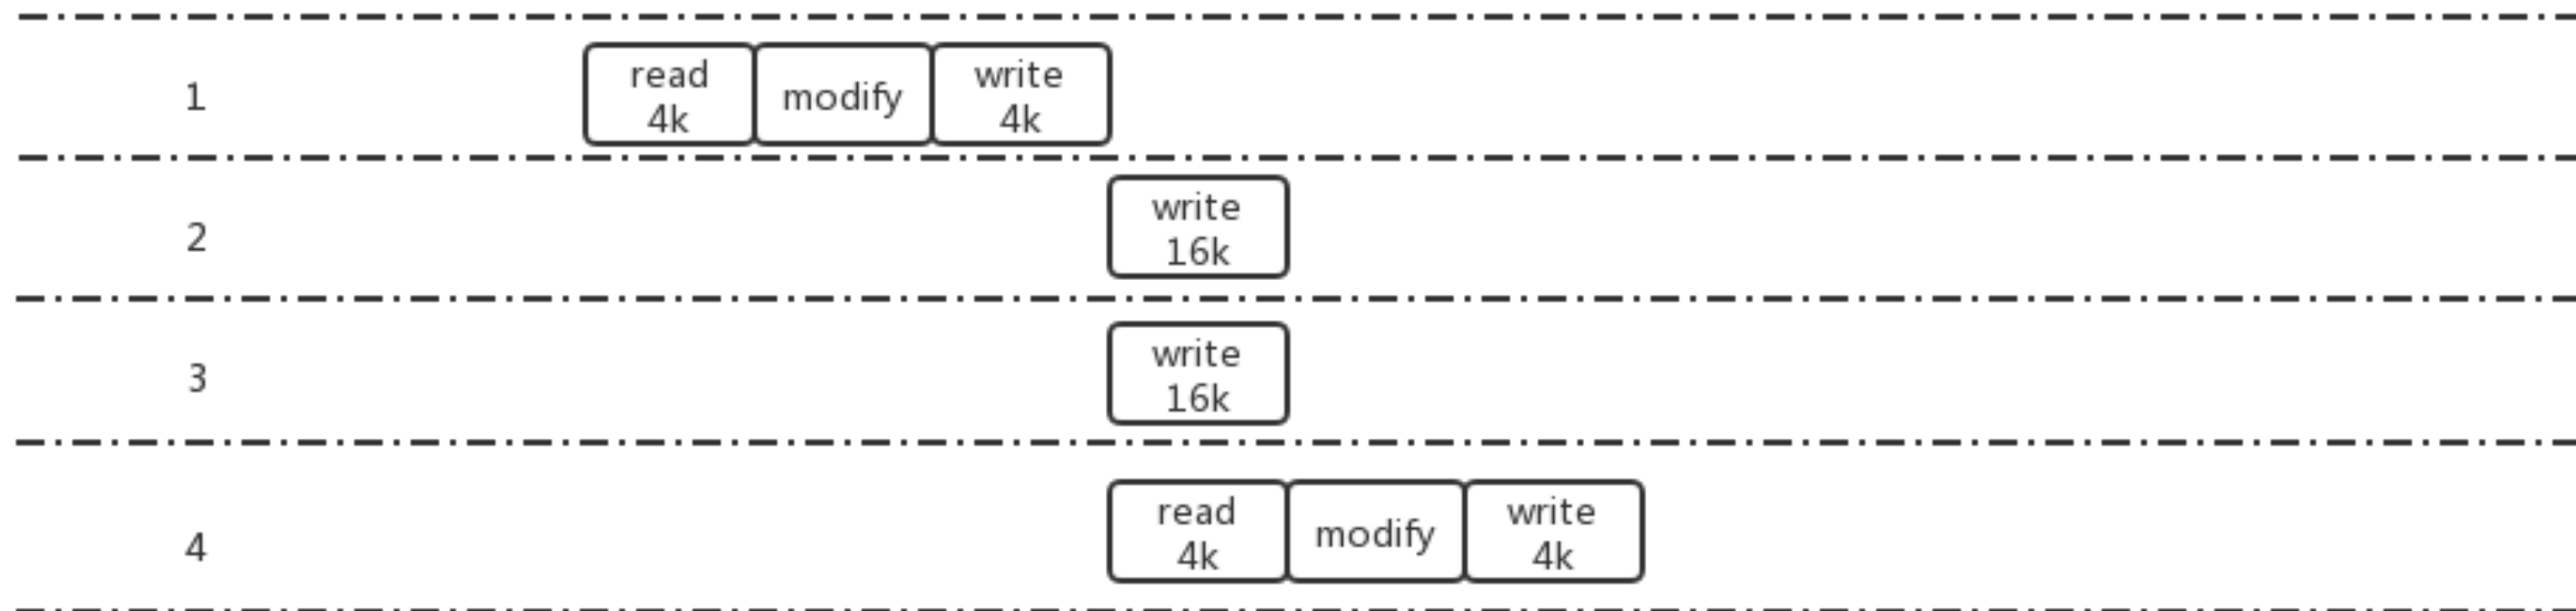 1
read
4k
modify
write
4k
2
write
16k
3
write
16k
4
read
4k
modify
write
4k